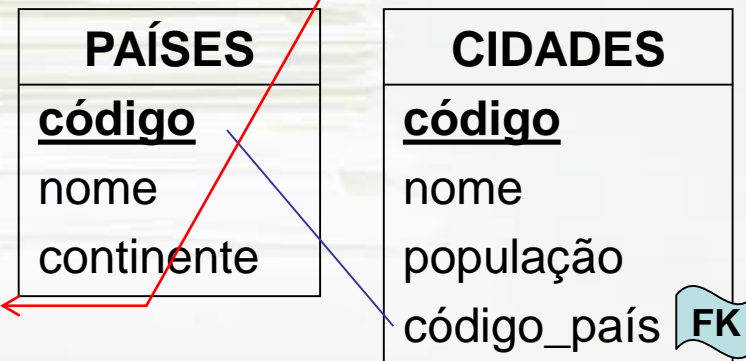 PAÍSES
código
nome
continente
CIDADES
código
nome
população
código_país FK